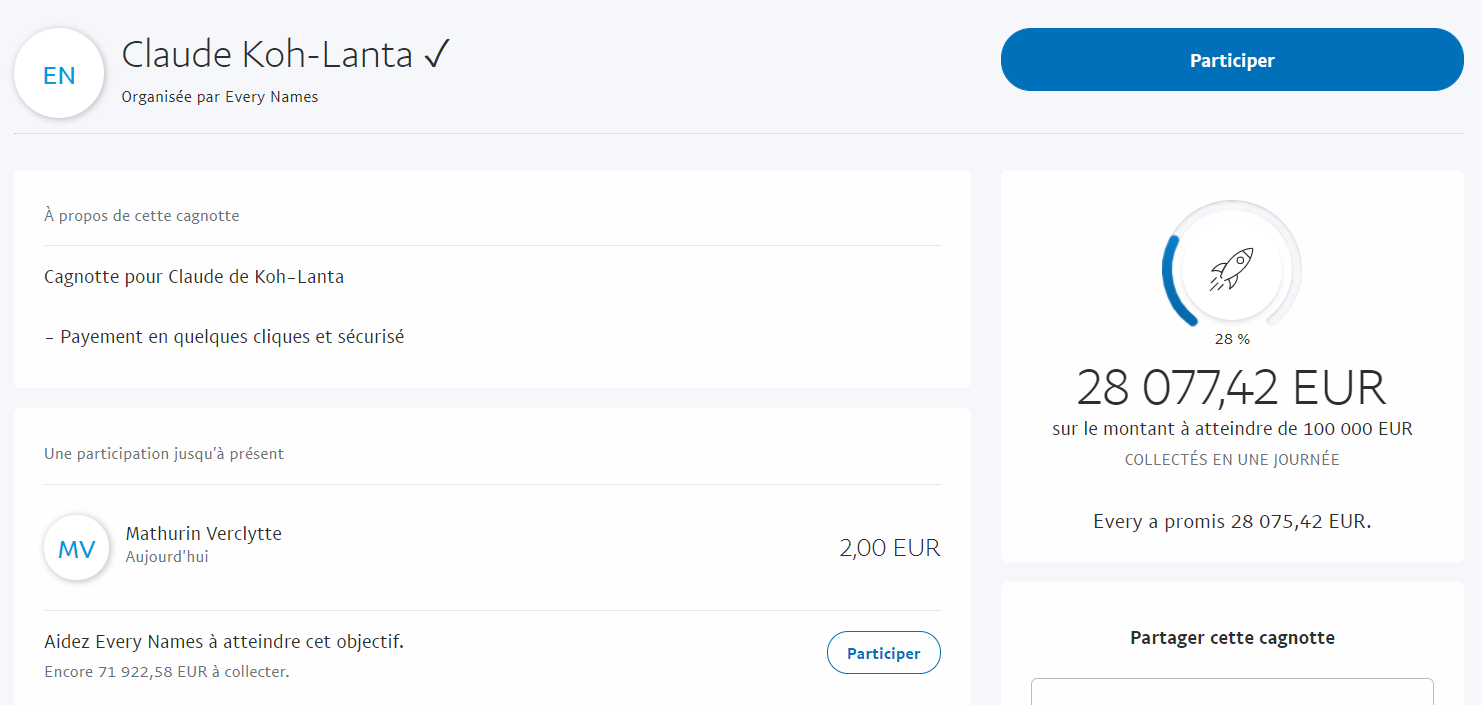 EN
Claude Koh-Lanta ✓
Organisée par Every Names
Participer
À propos de cette cagnotte
Cagnotte pour Claude de Koh-Lanta
- Payement en quelques cliques et sécurisé
Une participation jusqu'à présent
MV
Mathurin Verclytte
Aujourd'hui
2,00 EUR
Aidez Every Names à atteindre cet objectif.
Encore 71 922,58 EUR à collecter.
Participer
28 %
28 077,42 EUR
sur le montant à atteindre de 100 000 EUR
COLLECTÉS EN UNE JOURNÉE
Every a promis 28 075,42 EUR.
Partager cette cagnotte